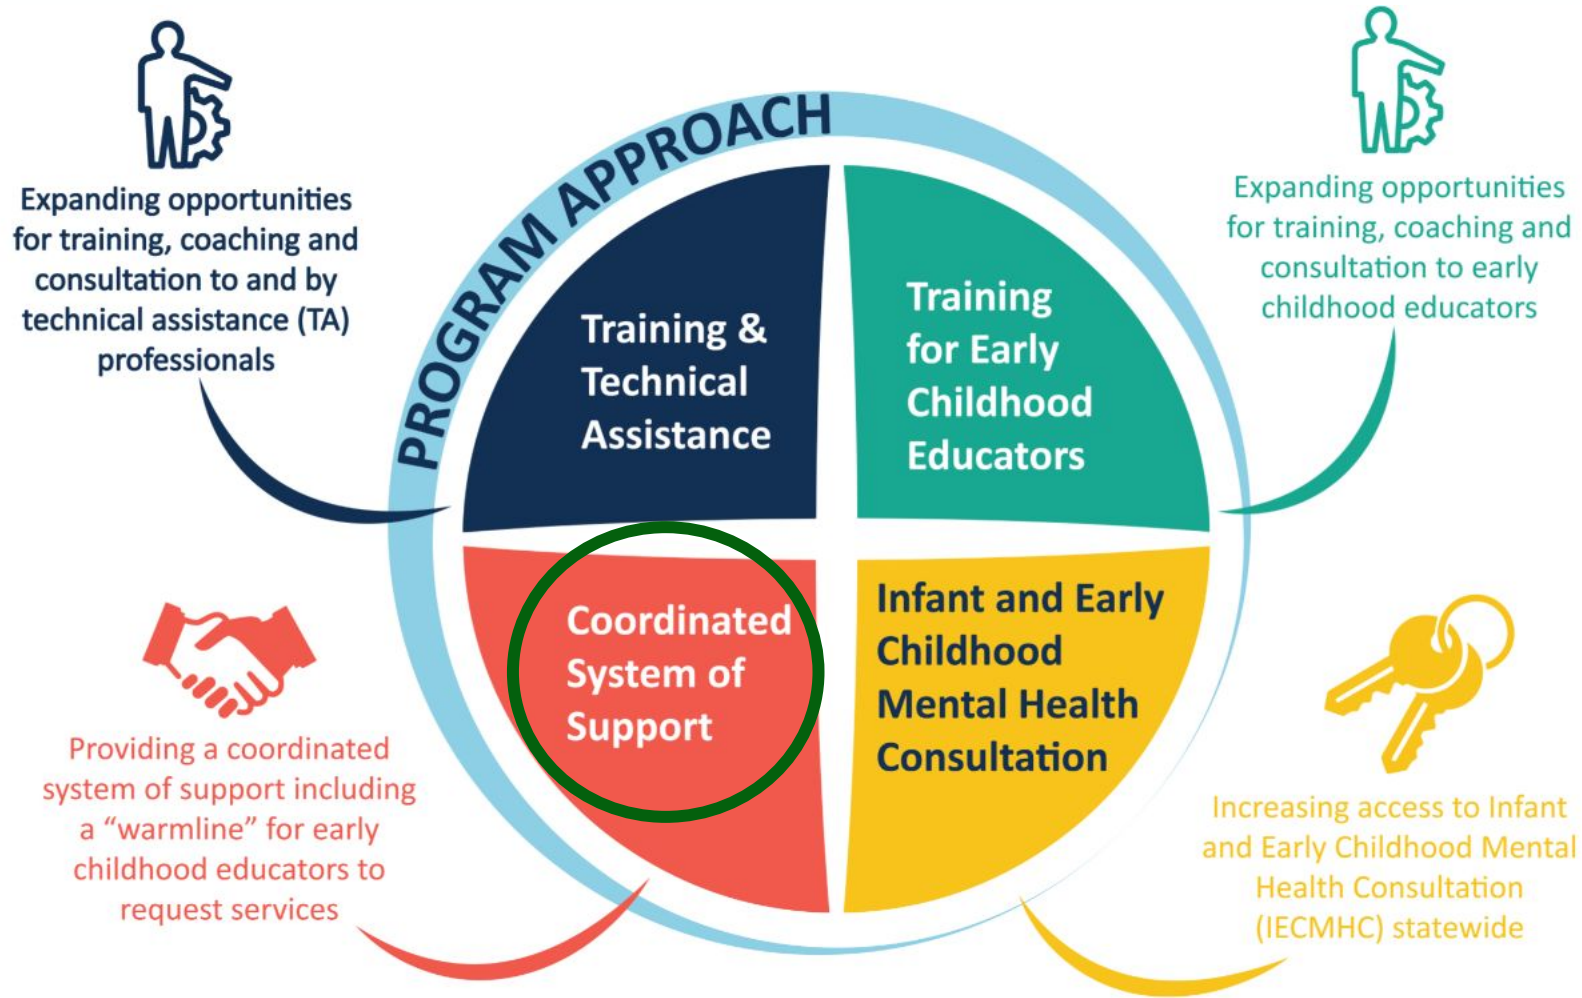 PROGRAM APPROACH
Expanding opportunities
for training, coaching and
consultation to and by
technical assistance (TA)
professionals
Training &
Technical
Assistance
Training
for Early
Childhood
Educators
Expanding opportunities
for training, coaching and
consultation to early
childhood educators
Coordinated
System of
Support
Providing a coordinated
system of support including
a “warmline” for early
childhood educators to
request services
Infant and Early
Childhood
Mental Health
Consultation
Increasing access to Infant
and Early Childhood Mental
Health Consultation
(IECMHC) statewide